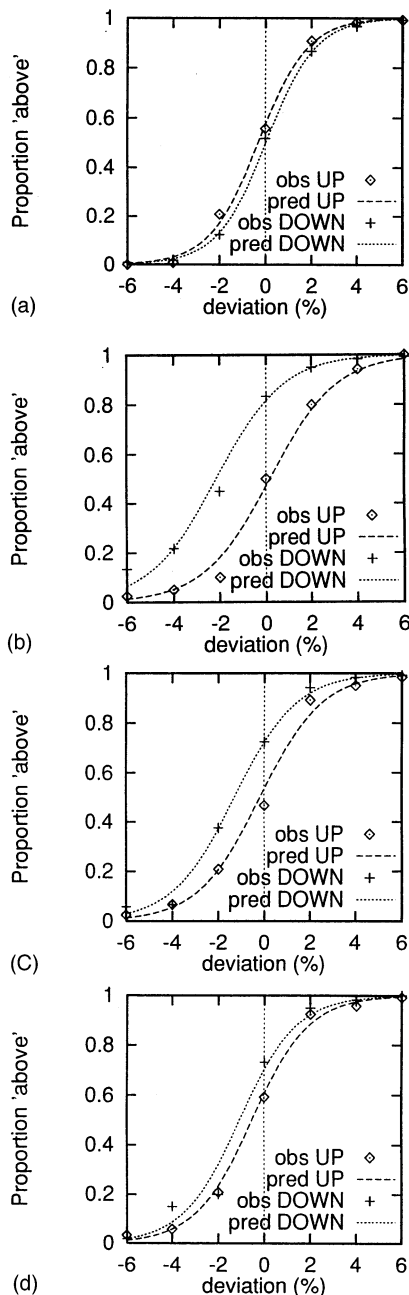 1
0.8
0.6
0.4
0.2
0
Proportion 'above'
obs UP
pred UP
obs DOWN
pred DOWN
-6 -4 -2 0 2 4 6
deviation (%)
(a)
1
0.8
0.6
0.4
0.2
0
Proportion 'above'
obs UP
pred UP
obs DOWN
pred DOWN
-6 -4 -2 0 2 4 6
deviation (%)
(b)
1
0.8
0.6
0.4
0.2
0
Proportion 'above'
obs UP
pred UP
obs DOWN
pred DOWN
-6 -4 -2 0 2 4 6
deviation (%)
(C)
1
0.8
0.6
0.4
0.2
0
Proportion 'above'
obs UP
pred UP
obs DOWN
pred DOWN
-6 -4 -2 0 2 4 6
deviation (%)
(d)